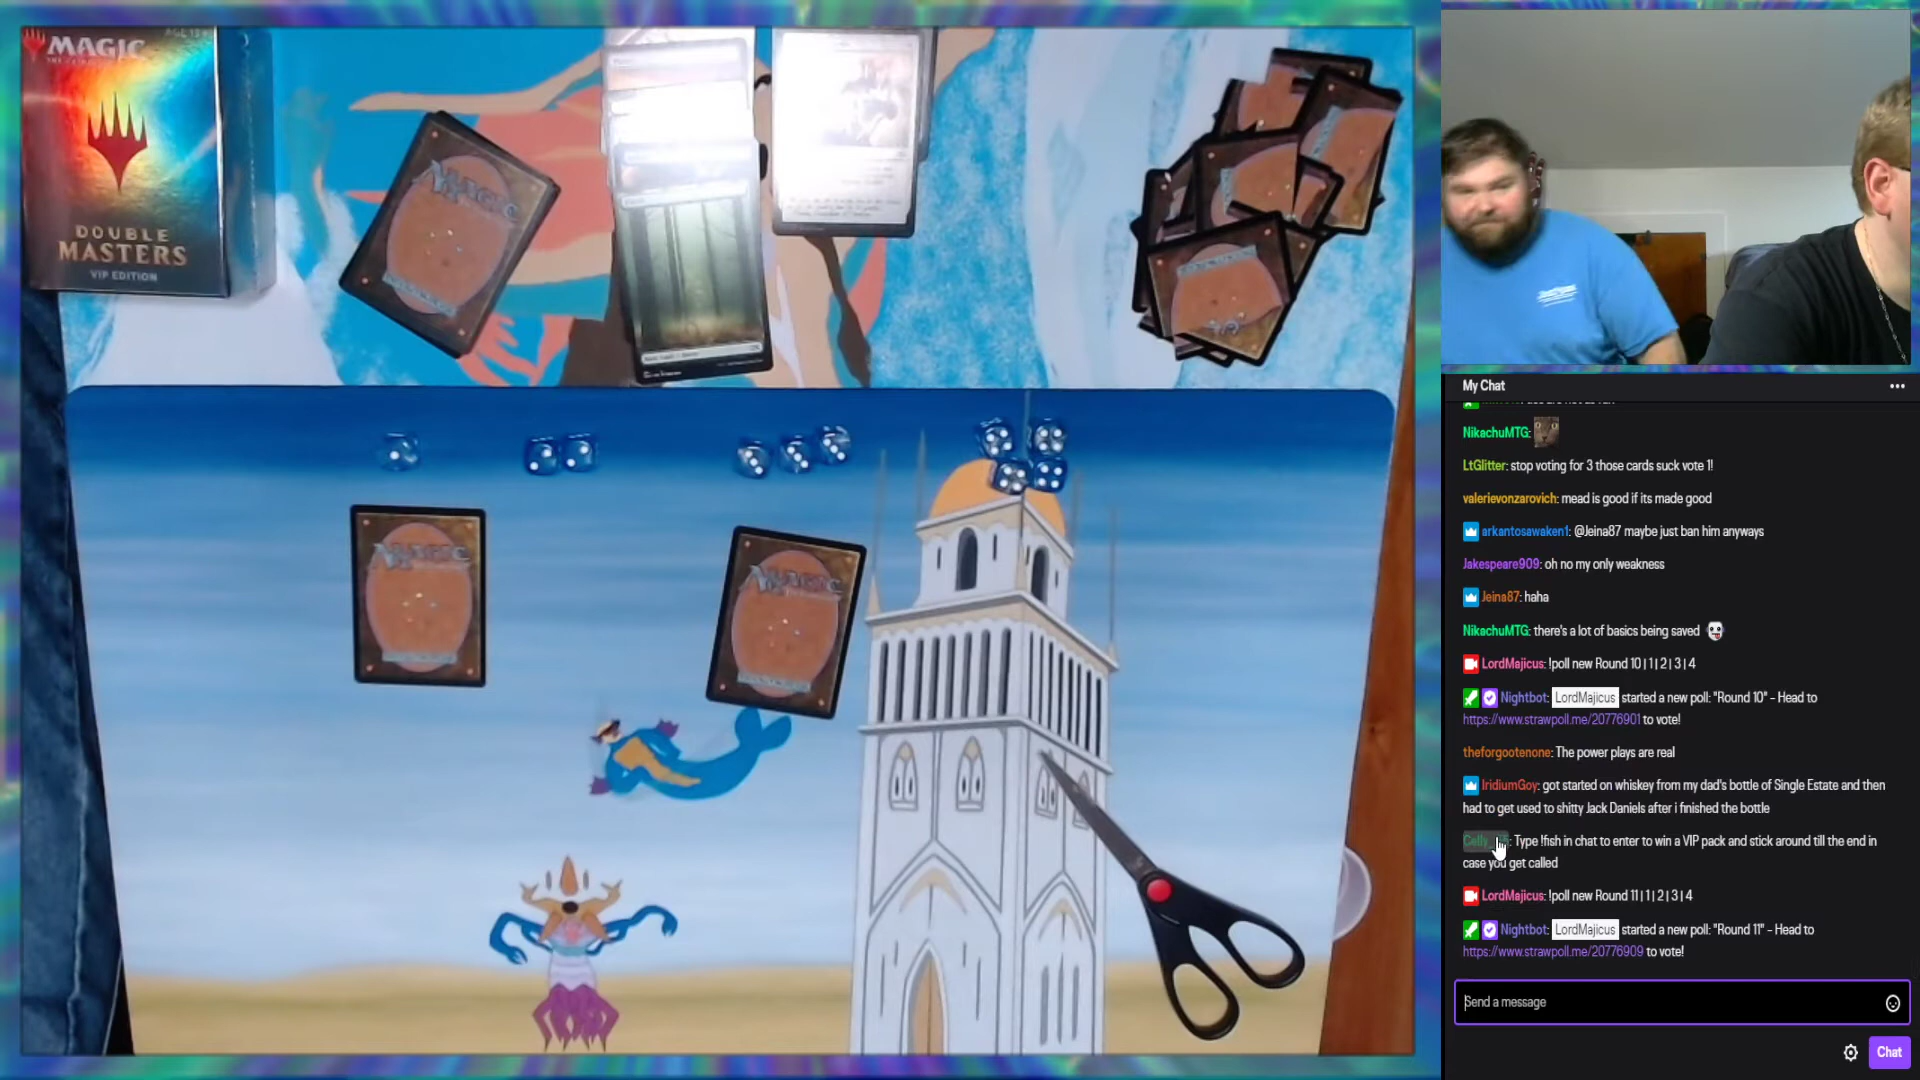 MAGIC
DOUBLE
MASTERS
VIP EDITION
My Chat
NikachuMTG:
LtGlitter: stop voting for 3 those cards suck vote 1!
valerievonzarovich: mead is good if its made good
arkantosawaken1: @Jeina87 maybe just ban him anyways
Jakespeare909: oh no my only weakness
Jeina87: haha
NikachuMTG: there's a lot of basics being saved
LordMajicus: !poll new Round 10 | 1 | 2 | 3 | 4
Nightbot: LordMajicus started a new poll: "Round 10" - Head to
https://www.strawpoll.me/20776901 to vote!
theforgootenone: The power plays are real
IridiumGoy: got started on whiskey from my dad's bottle of Single Estate and then
had to get used to shitty Jack Daniels after i finished the bottle
Type !fish in chat to enter to win a VIP pack and stick around till the end in
case you get called
LordMajicus: !poll new Round 11 | 1 | 2 | 3 | 4
Nightbot: LordMajicus started a new poll: "Round 11" - Head to
https://www.strawpoll.me/20776909 to vote!
Send a message
Chat